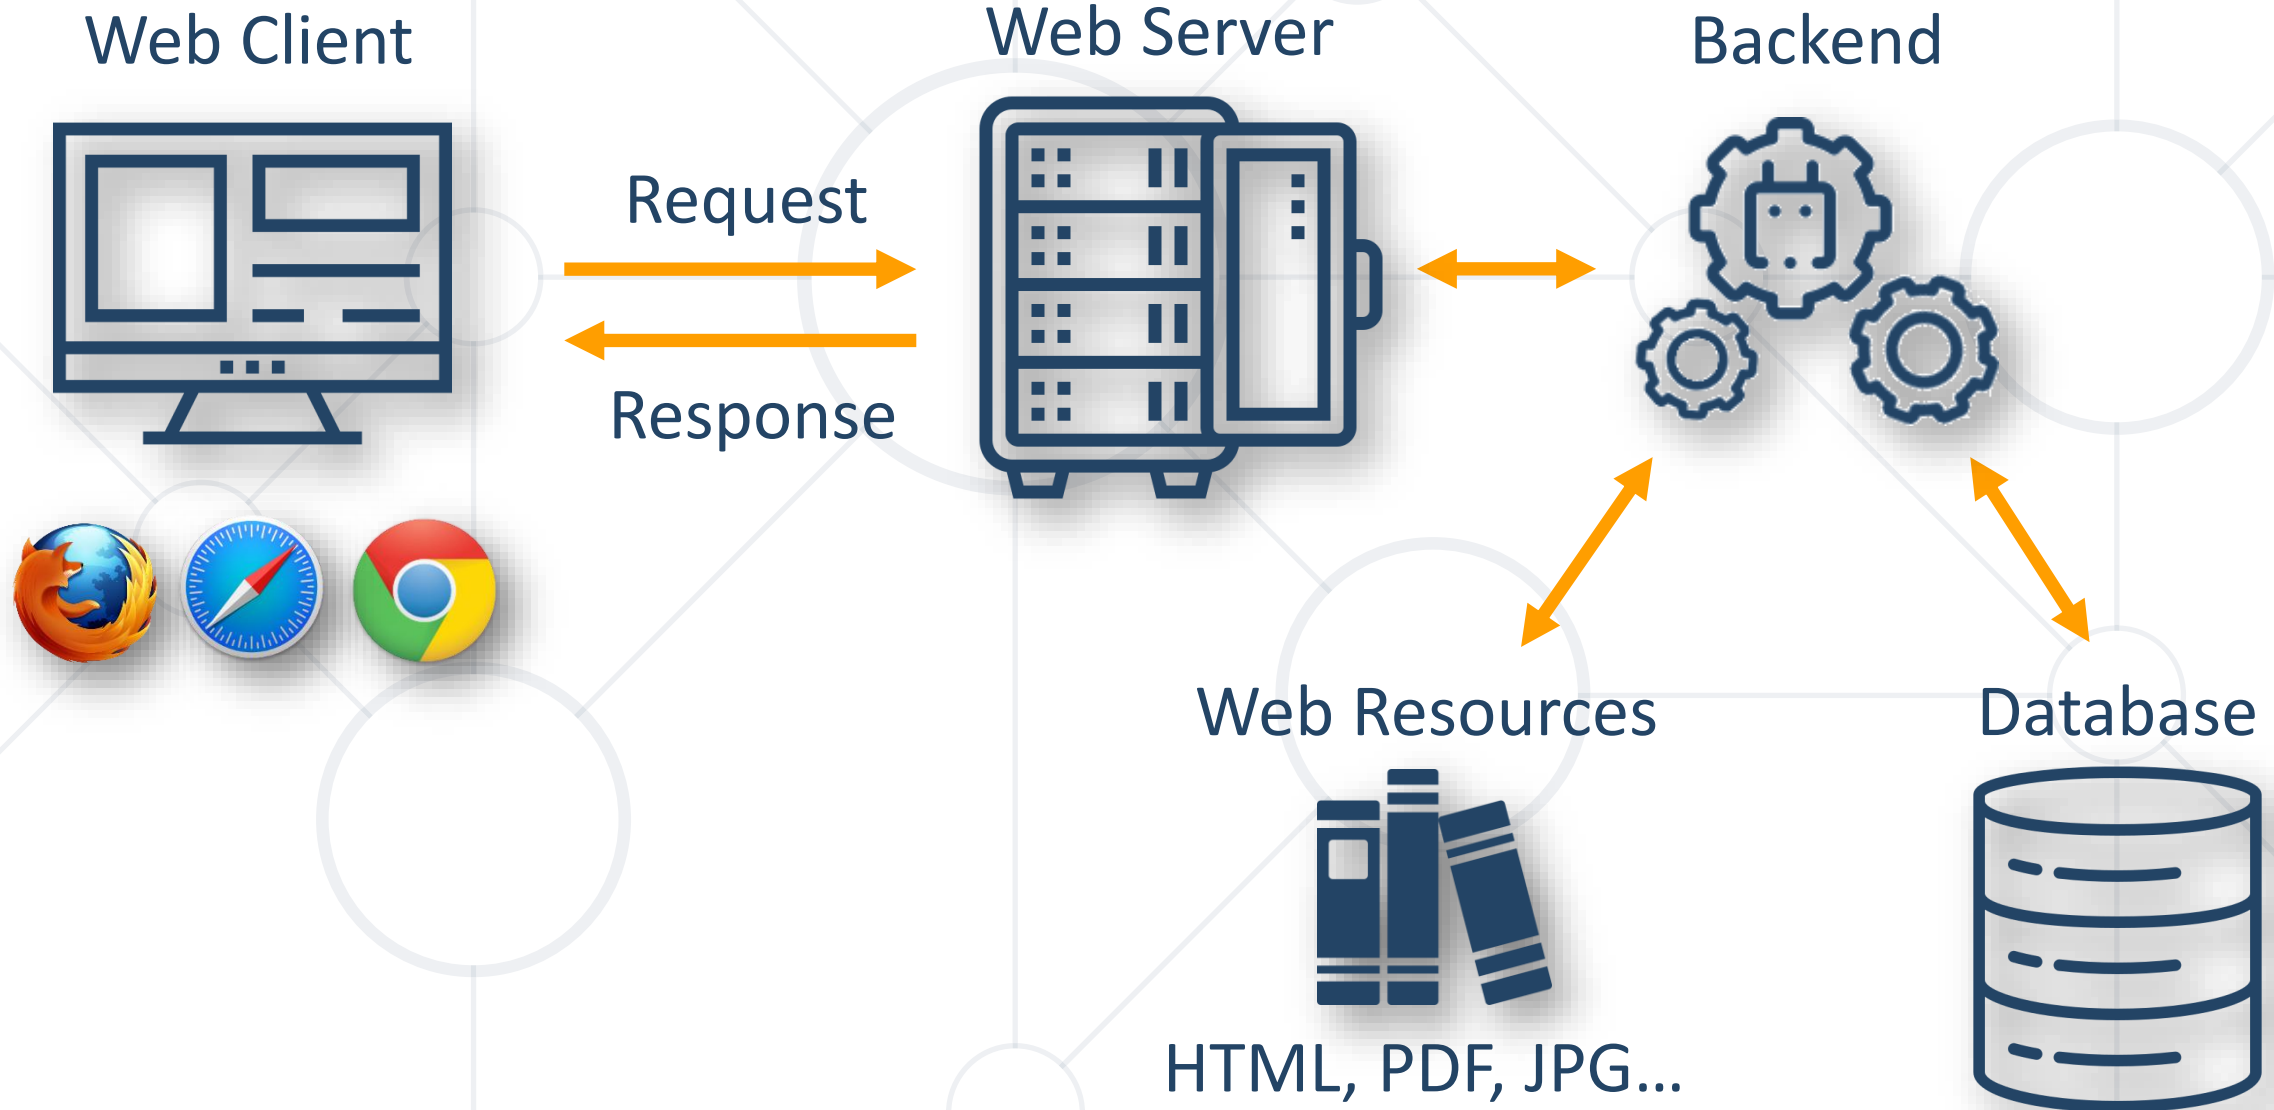 Web Client
Web Server
Backend
Request
Response
Web Resources
Database
HTML, PDF, JPG...